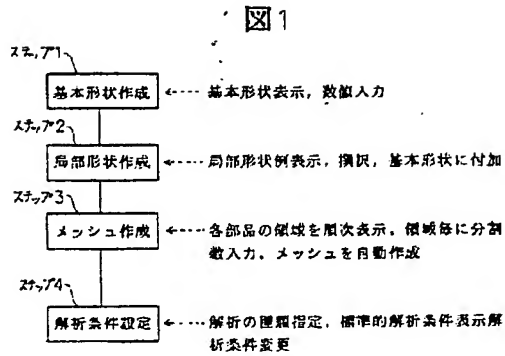 図1
ステップ1
基本形状作成
基本形状表示，数値入力
ステップ2
局部形状作成
局部形状例表示，選択，基本形状に付加
ステップ3
メッシュ作成
各部品の領域を順次表示，領域毎に分割
数入力，メッシュを自動作成
ステップ4
解析条件設定
解析の種類指定，標準的解析条件表示解
析条件変更